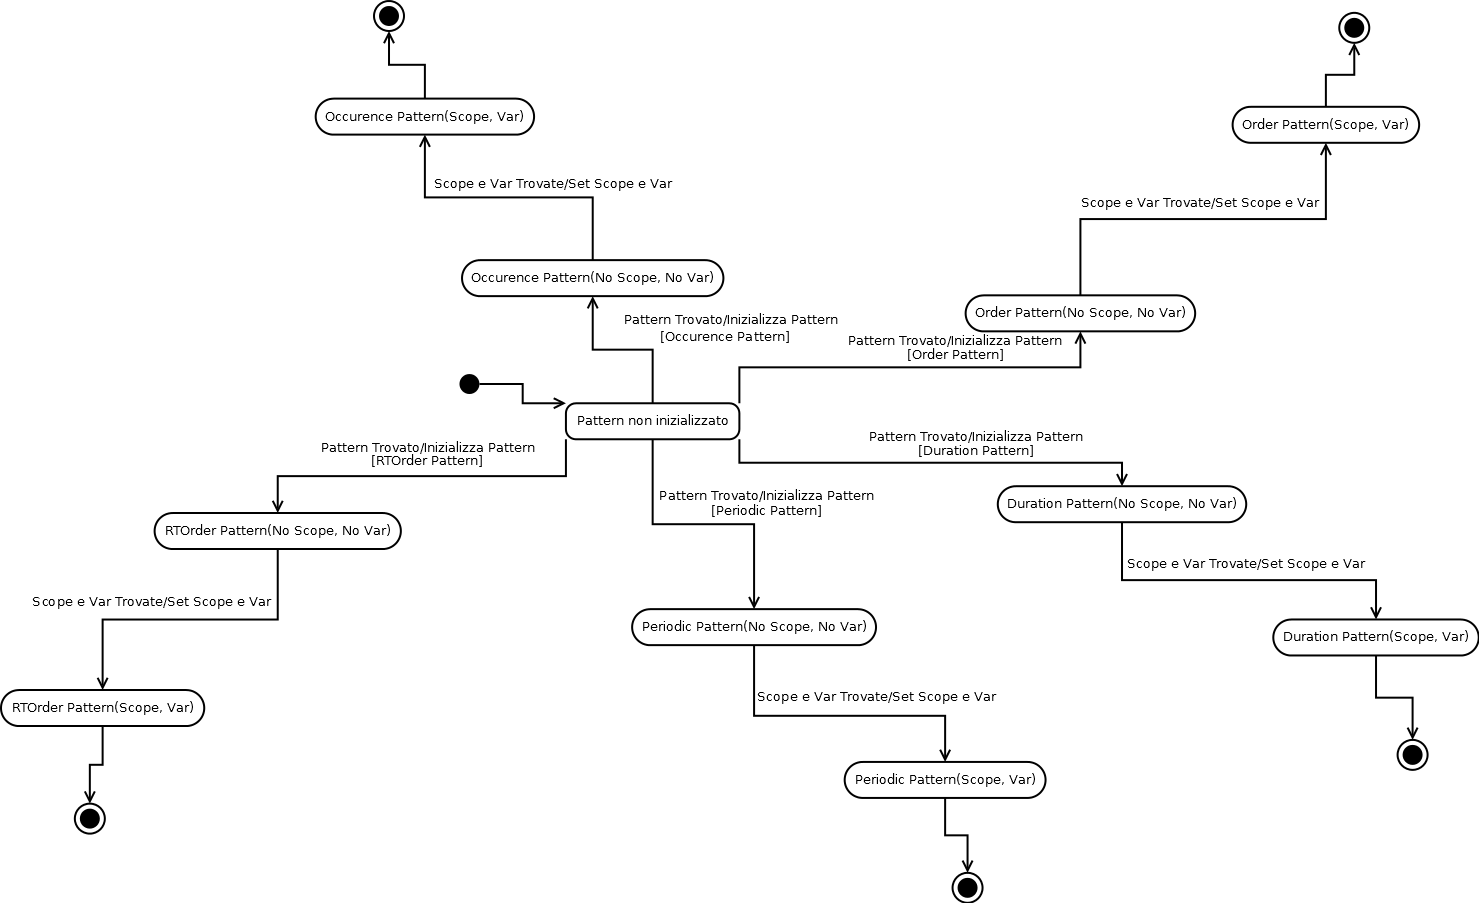 Occurence Pattern(Scope, Var)
Order Pattern(Scope, Var)
Scope e Var Trovate/Set Scope e Var
Scope e Var Trovate/Set Scope e Var
Occurence Pattern(No Scope, No Var)
Order Pattern(No Scope, No Var)
Pattern Trovato/Inizializza Pattern
[Occurence Pattern]
Pattern Trovato/Inizializza Pattern
[Order Pattern]
Pattern non inizializzato
Pattern Trovato/Inizializza Pattern
[RTOrder Pattern]
Pattern Trovato/Inizializza Pattern
[Duration Pattern]
Pattern Trovato/Inizializza Pattern
[Periodic Pattern]
Duration Pattern(No Scope, No Var)
RTOrder Pattern(No Scope, No Var)
Scope e Var Trovate/Set Scope e Var
Scope e Var Trovate/Set Scope e Var
Periodic Pattern(No Scope, No Var)
Duration Pattern(Scope, Var)
Scope e Var Trovate/Set Scope e Var
RTOrder Pattern(Scope, Var)
Periodic Pattern(Scope, Var)